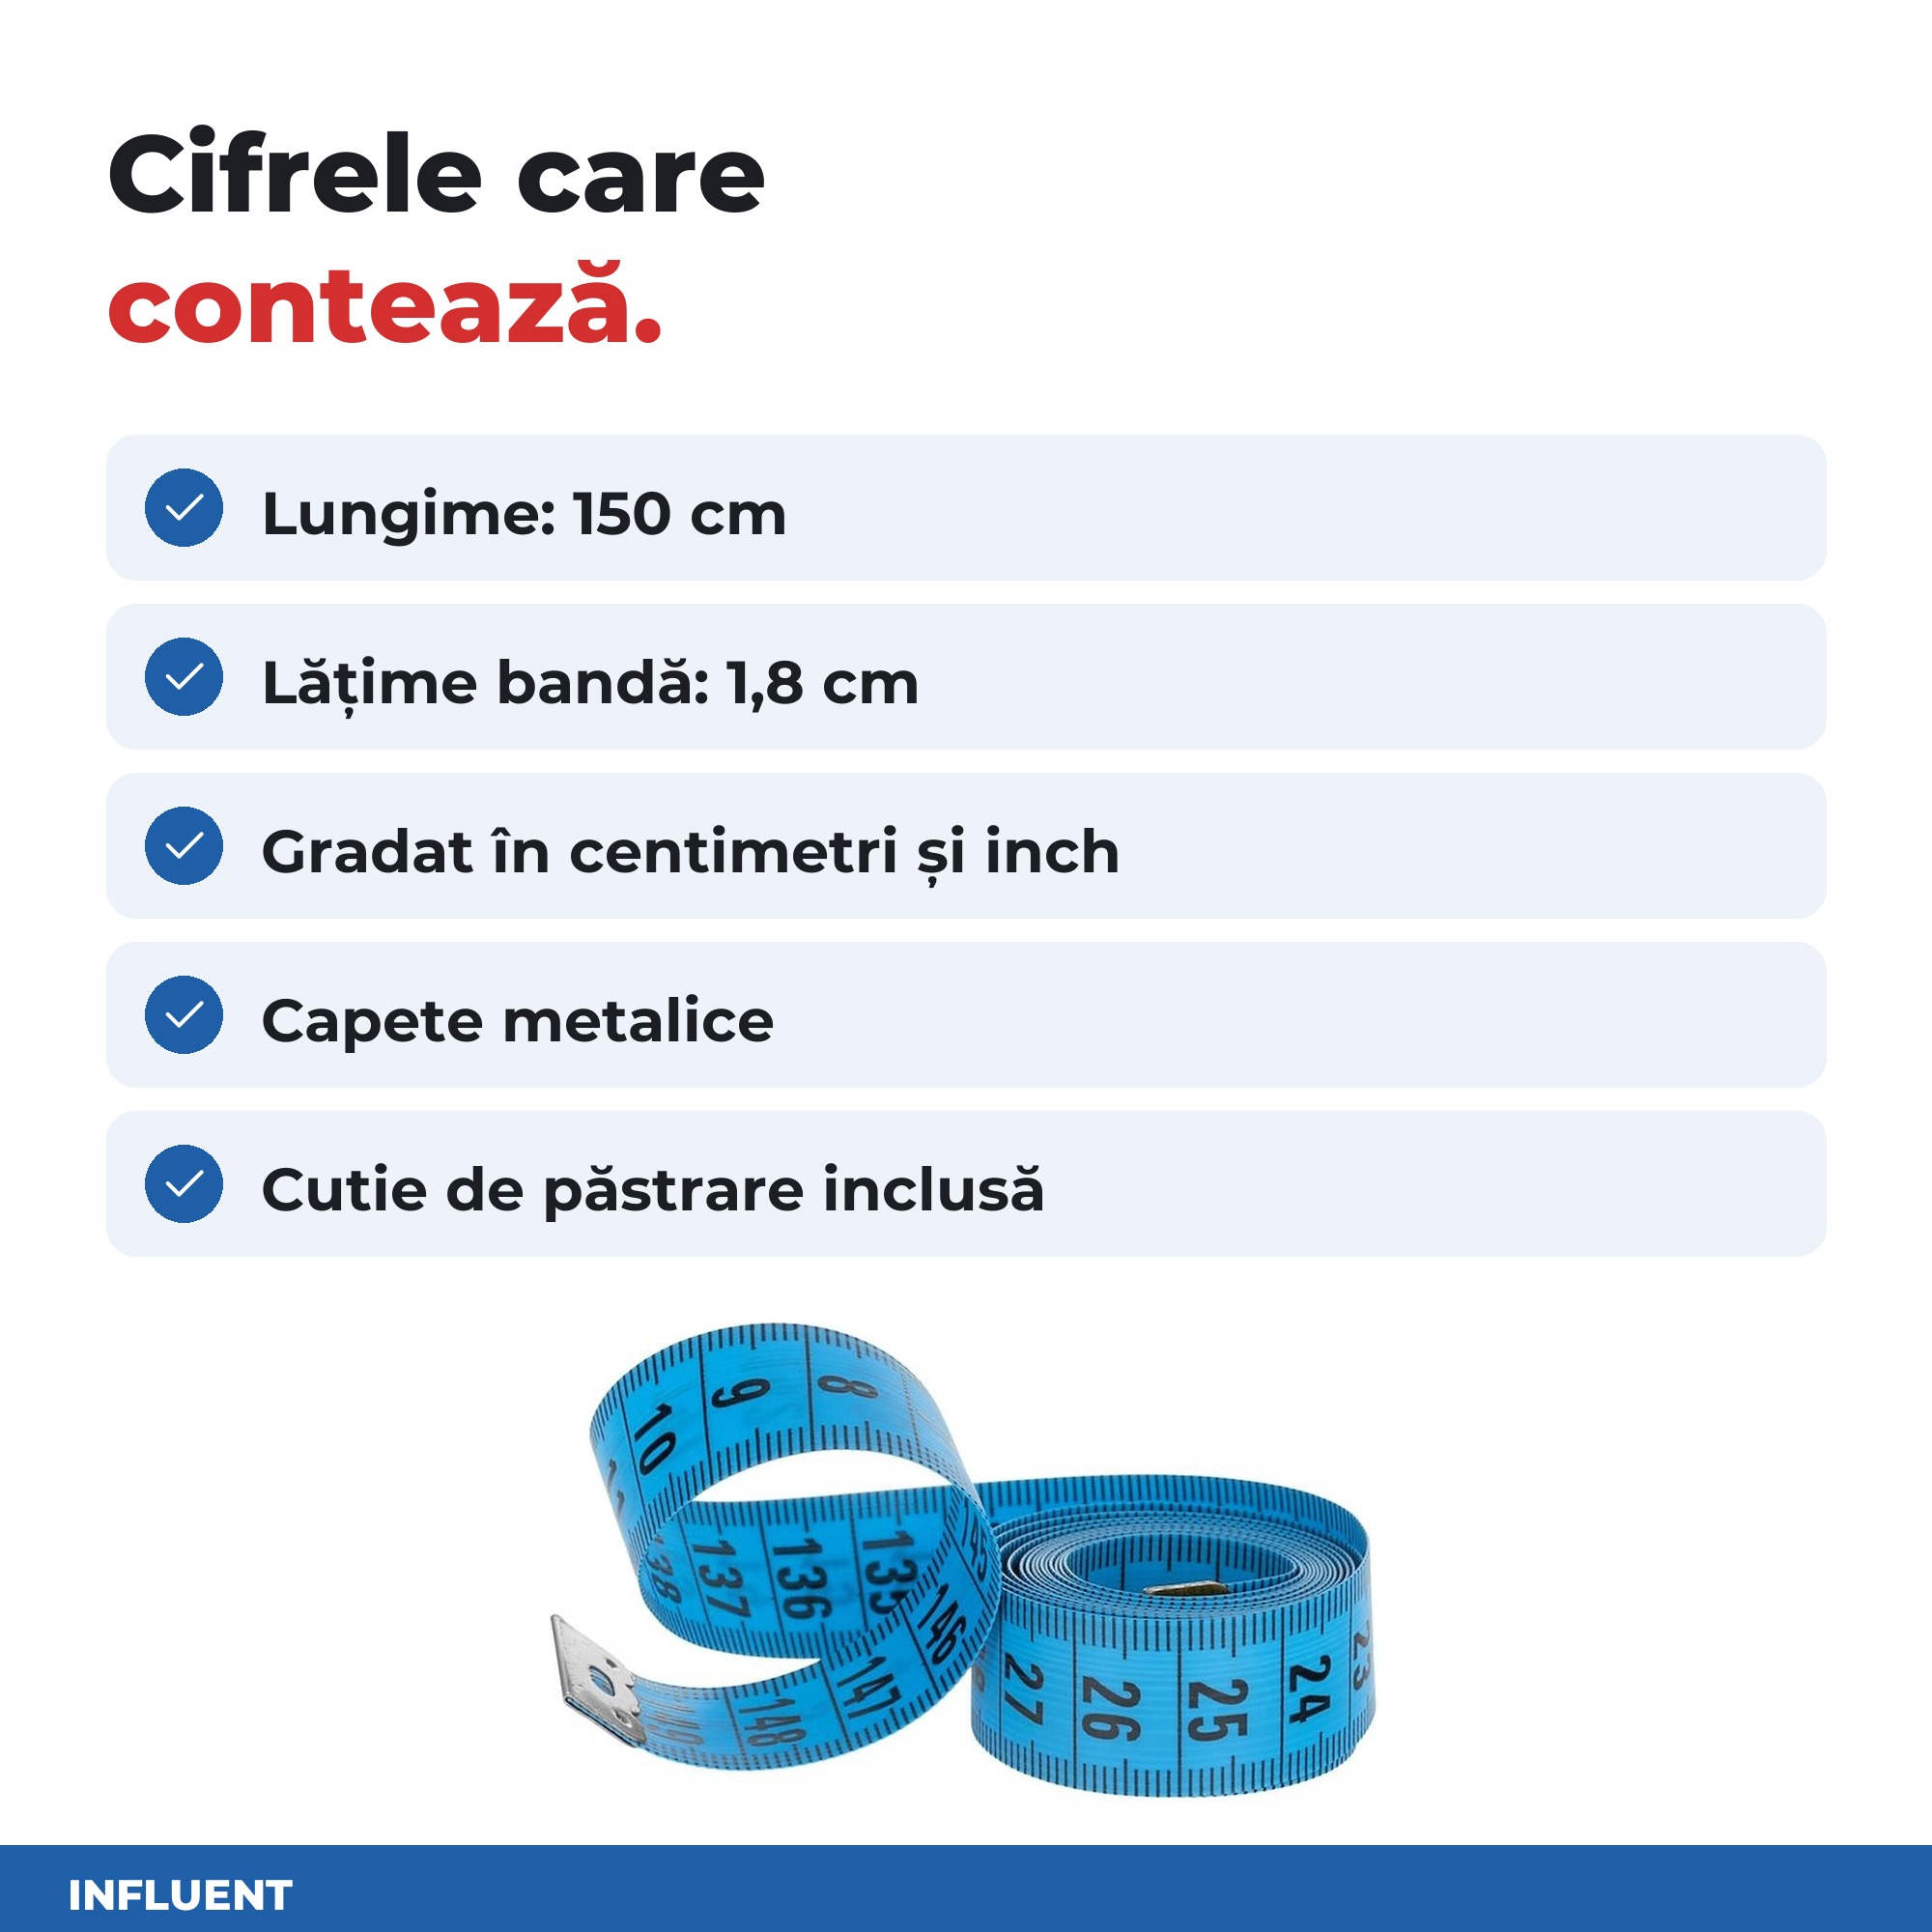 Cifrele care
contează.
Lungime: 150 cm
Lățime bandă: 1,8 cm
Gradat în centimetri și inch
Capete metalice
Cutie de păstrare inclusă
10 9 8
137 136 135
146
147
148
27 26 25 24 23
INFLUENT